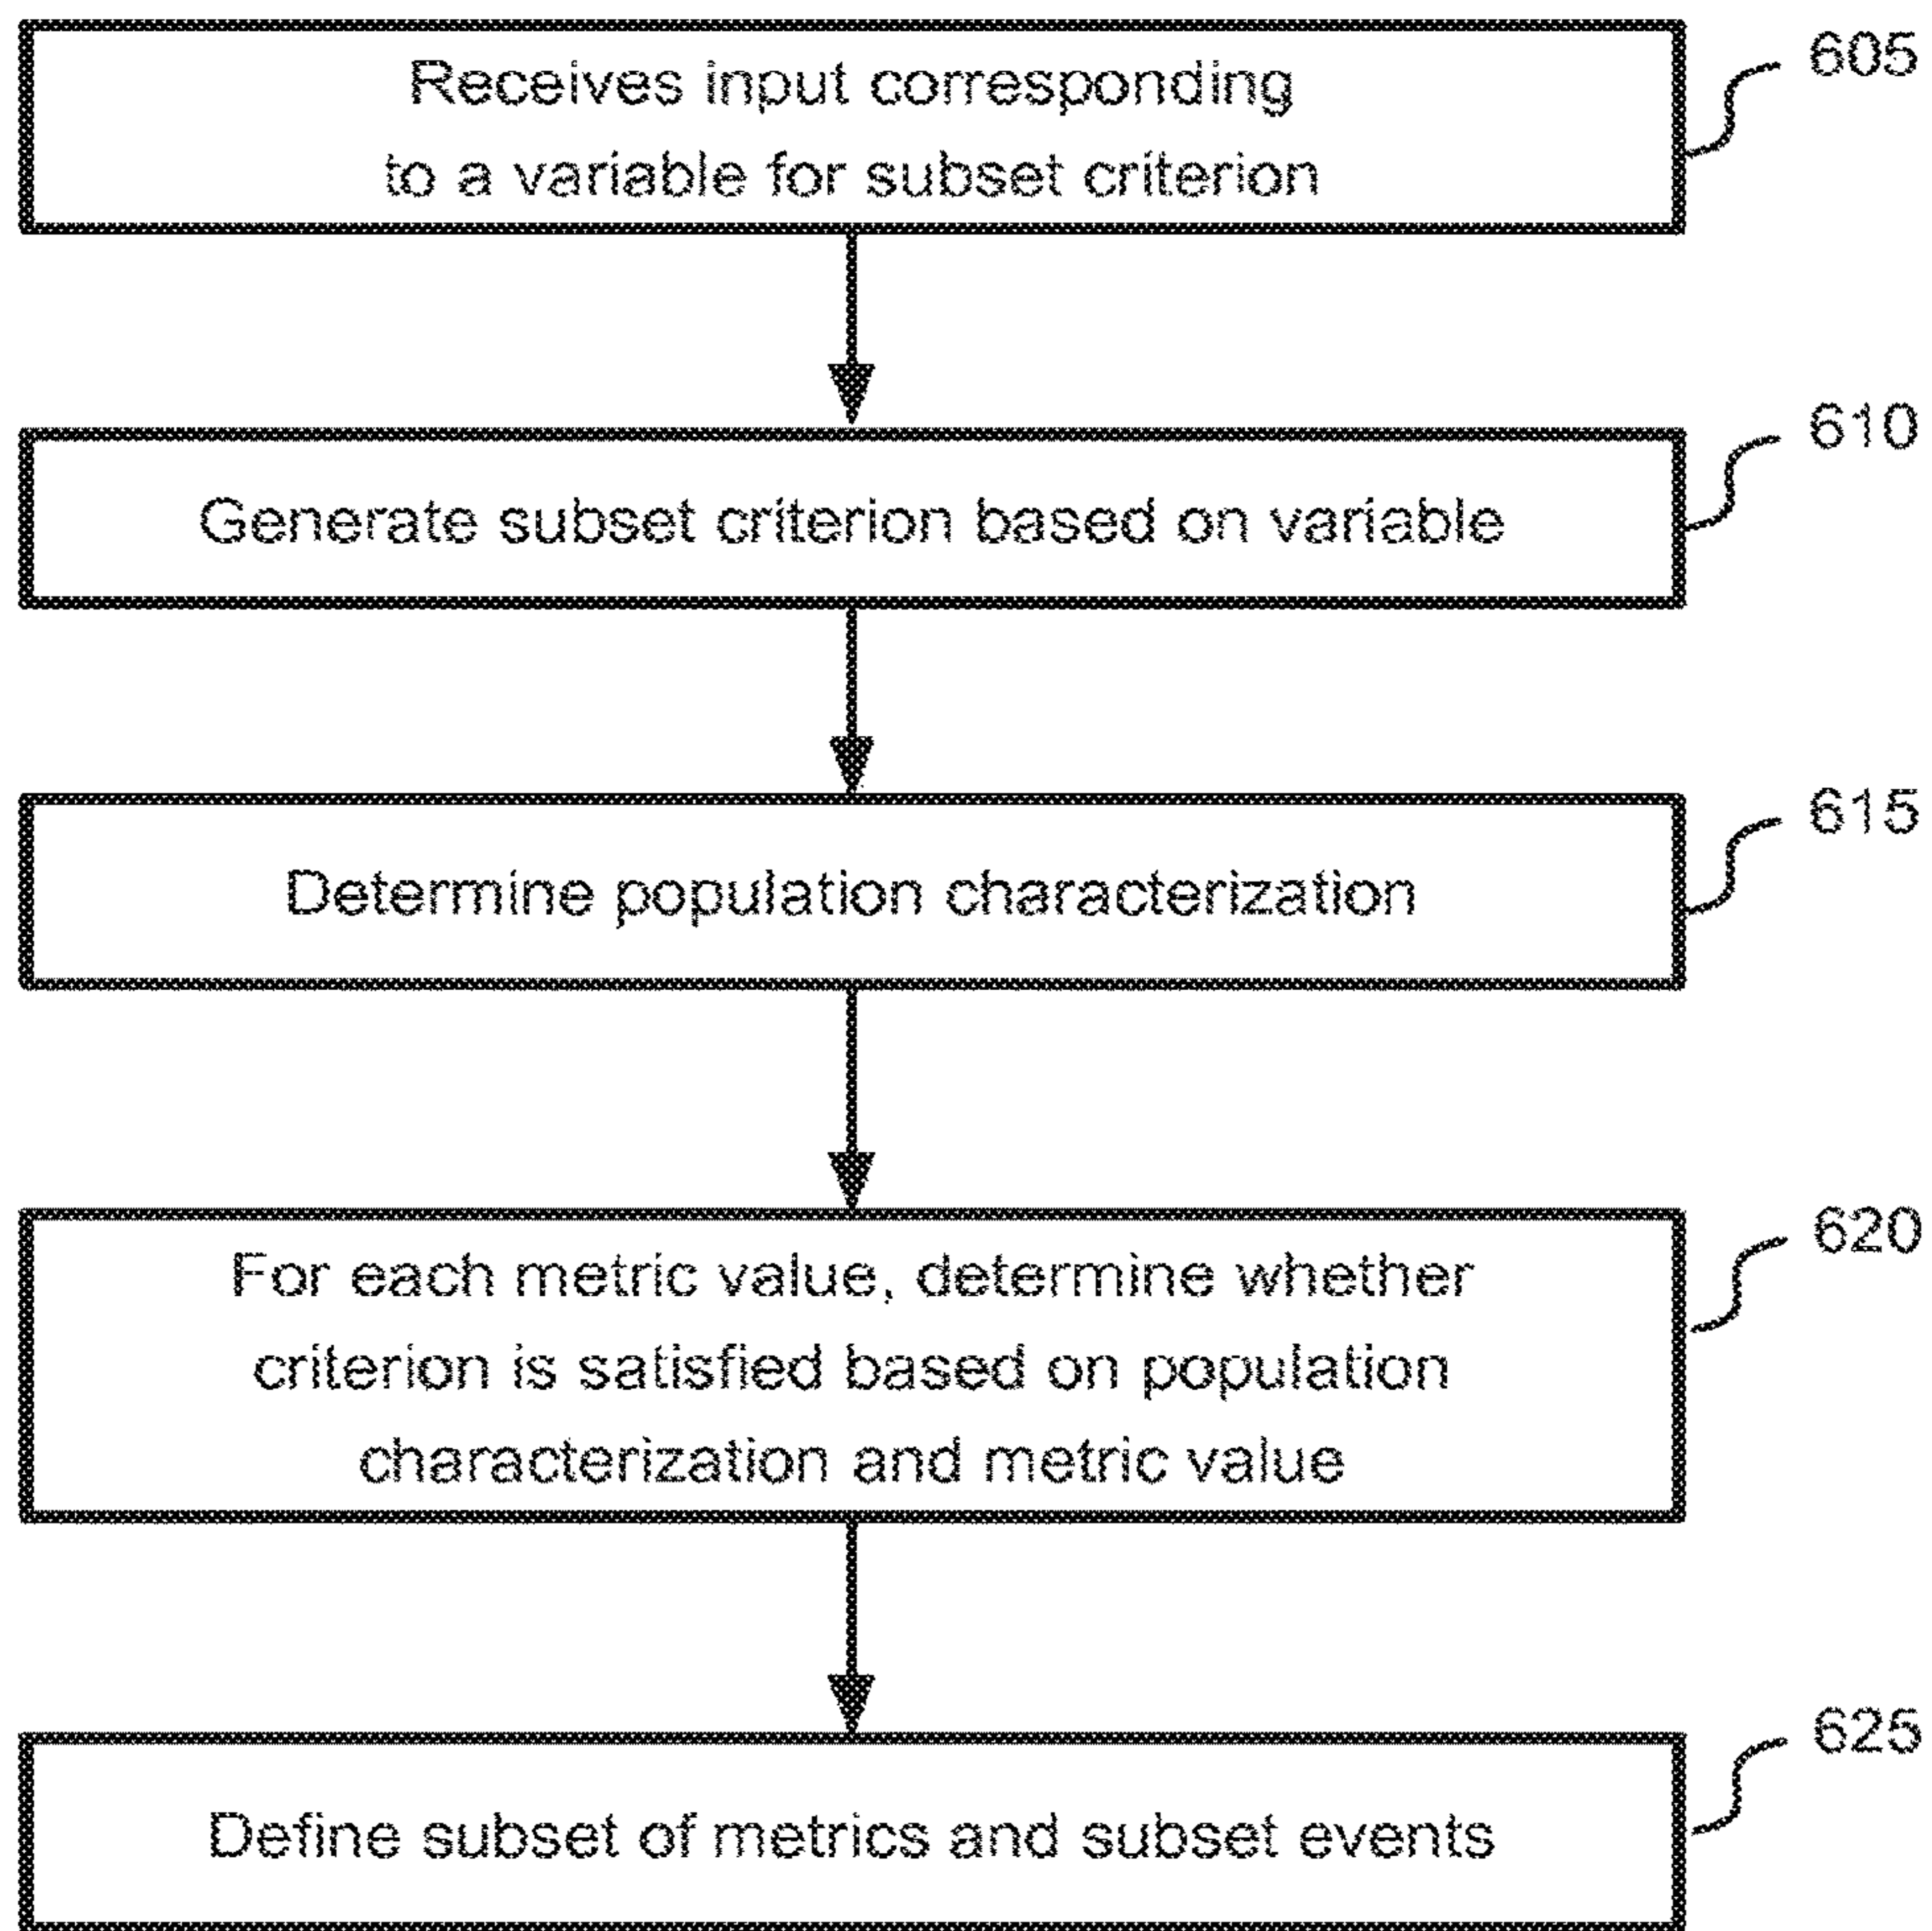 Receives input corresponding
to a variable for subset criterion
605
Generate subset criterion based on variable
610
Determine population characterization
615
For each metric value, determine whether
criterion is satisfied based on population
characterization and metric value
620
Define subset of metrics and subset events
625